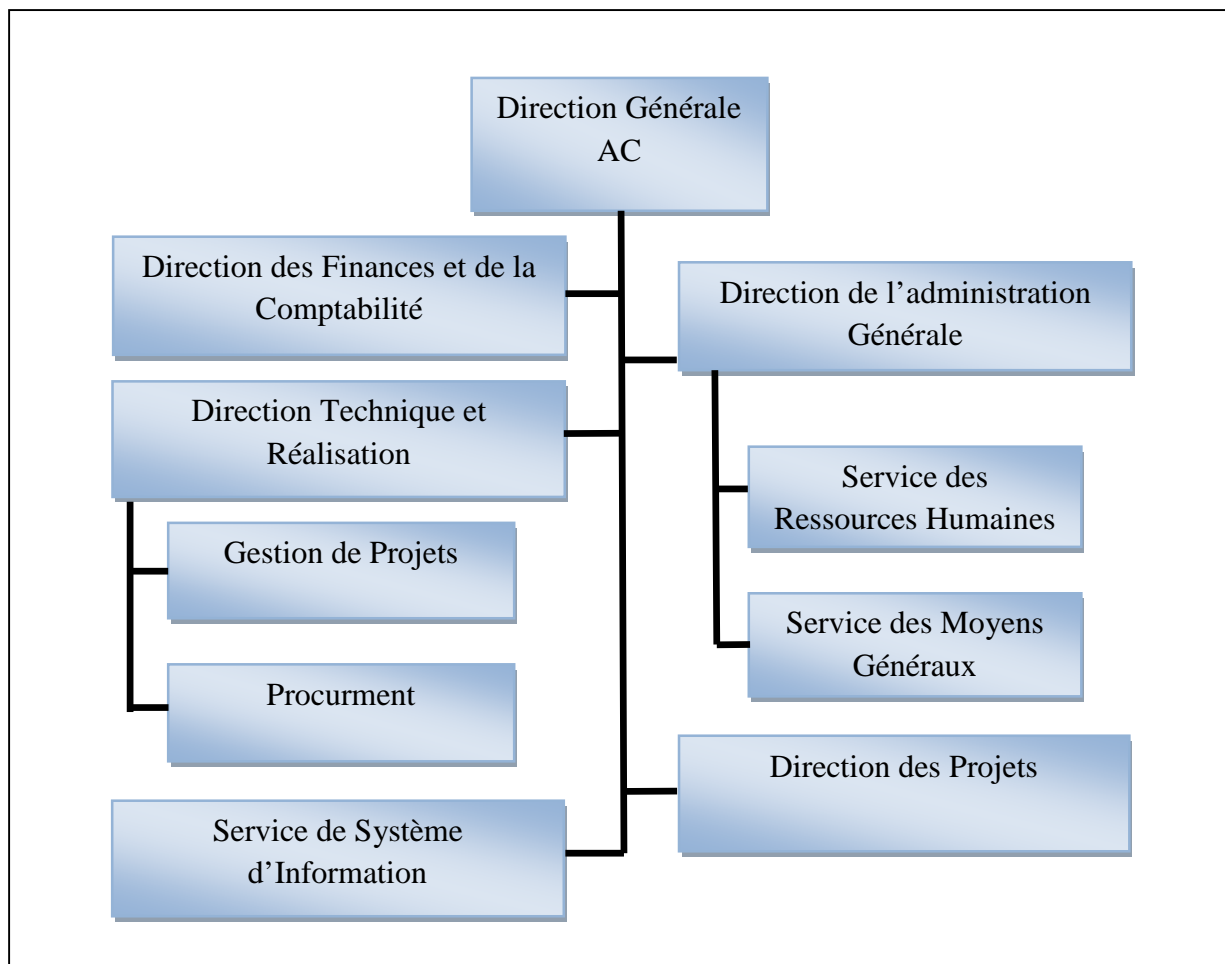 Direction Générale
AC
Direction des Finances et de la
Comptabilité
Direction de l’administration
Générale
Direction Technique et
Réalisation
Service des
Ressources Humaines
Gestion de Projets
Service des Moyens
Généraux
Procurment
Direction des Projets
Service de Système
d’Information